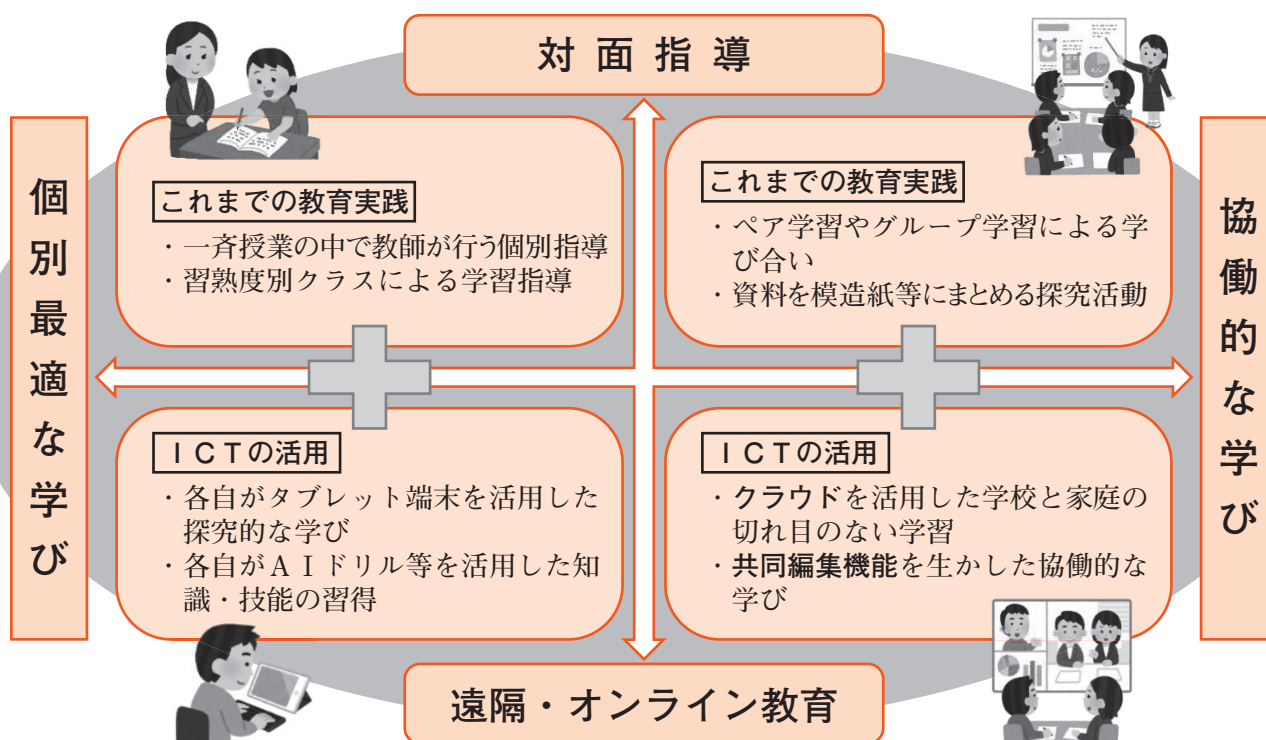 対面指導
個別最適な学び
これまでの教育実践
・一斉授業の中で教師が行う個別指導
・習熟度別クラスによる学習指導
これまでの教育実践
・ペア学習やグループ学習による学
び合い
・資料を模造紙等にまとめる探究活動
協働的な学び
ＩＣＴの活用
・各自がタブレット端末を活用した
探究的な学び
・各自がＡＩドリル等を活用した知
識・技能の習得
ＩＣＴの活用
・クラウドを活用した学校と家庭の
切れ目のない学習
・共同編集機能を生かした協働的な
学び
遠隔・オンライン教育